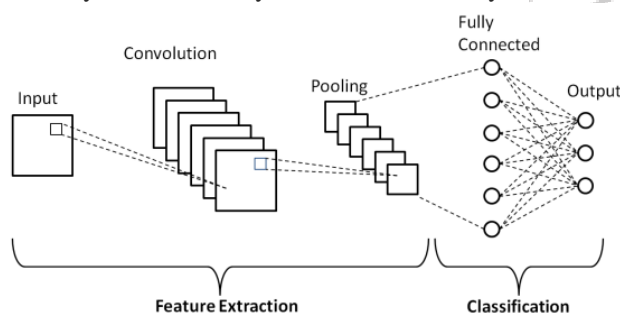 Fully
Connected
Convolution
Pooling
Input
Output
Feature Extraction
Classification